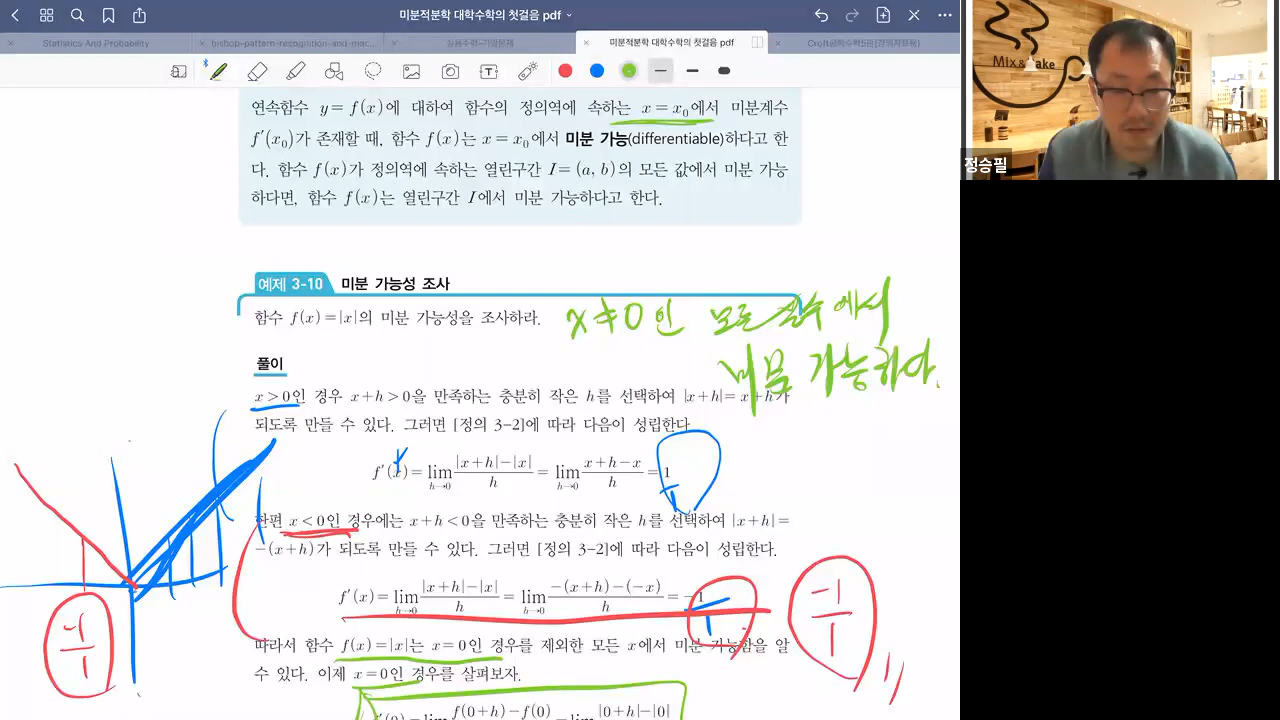 미분적분학 대학수학의 첫걸음 pdf
Statistics And Probability
bishop-pattern-recognition-and-mac...
미분적분학 대학수학의 첫걸음 pdf
Mix&Bake
정승필
연속함수 y=f(x)에 대하여 함수의 정의역에 속하는 x=x₀에서 미분계수
f′(x₀)가 존재할 때, 함수 f(x)는 x=x₀에서 미분 가능(differentiable)하다고 한
다. 함수 f(x)가 정의역에 속하는 열린구간 I=(a, b)의 모든 값에서 미분 가능
하다면, 함수 f(x)는 열린구간 I에서 미분 가능하다고 한다.
예제 3-10 미분 가능성 조사
함수 f(x)=|x|의 미분 가능성을 조사하라.
x≠0인 모든 실수에서
미분 가능하다.
풀이
x>0인 경우 x+h>0을 만족하는 충분히 작은 h를 선택하여 |x+h|=x+h가
되도록 만들 수 있다. 그러면 [정의 3-2]에 따라 다음이 성립한다
f′(x)=lim h→0 |x+h|-|x| / h = lim h→0 x+h-x / h = 1
한편 x<0인 경우에는 x+h<0을 만족하는 충분히 작은 h를 선택하여 |x+h|=
-(x+h)가 되도록 만들 수 있다. 그러면 [정의 3-2]에 따라 다음이 성립한다.
f′(x)=lim h→0 |x+h|-|x| / h = lim h→0 -(x+h)-(-x) / h = -1
-1/1
-1/1
따라서 함수 f(x)=|x|는 x=0인 경우를 제외한 모든 x에서 미분 가능함을 알
수 있다. 이제 x=0인 경우를 살펴보자.
f′(0)=lim f(0+h)-f(0) = lim |0+h|-|0|